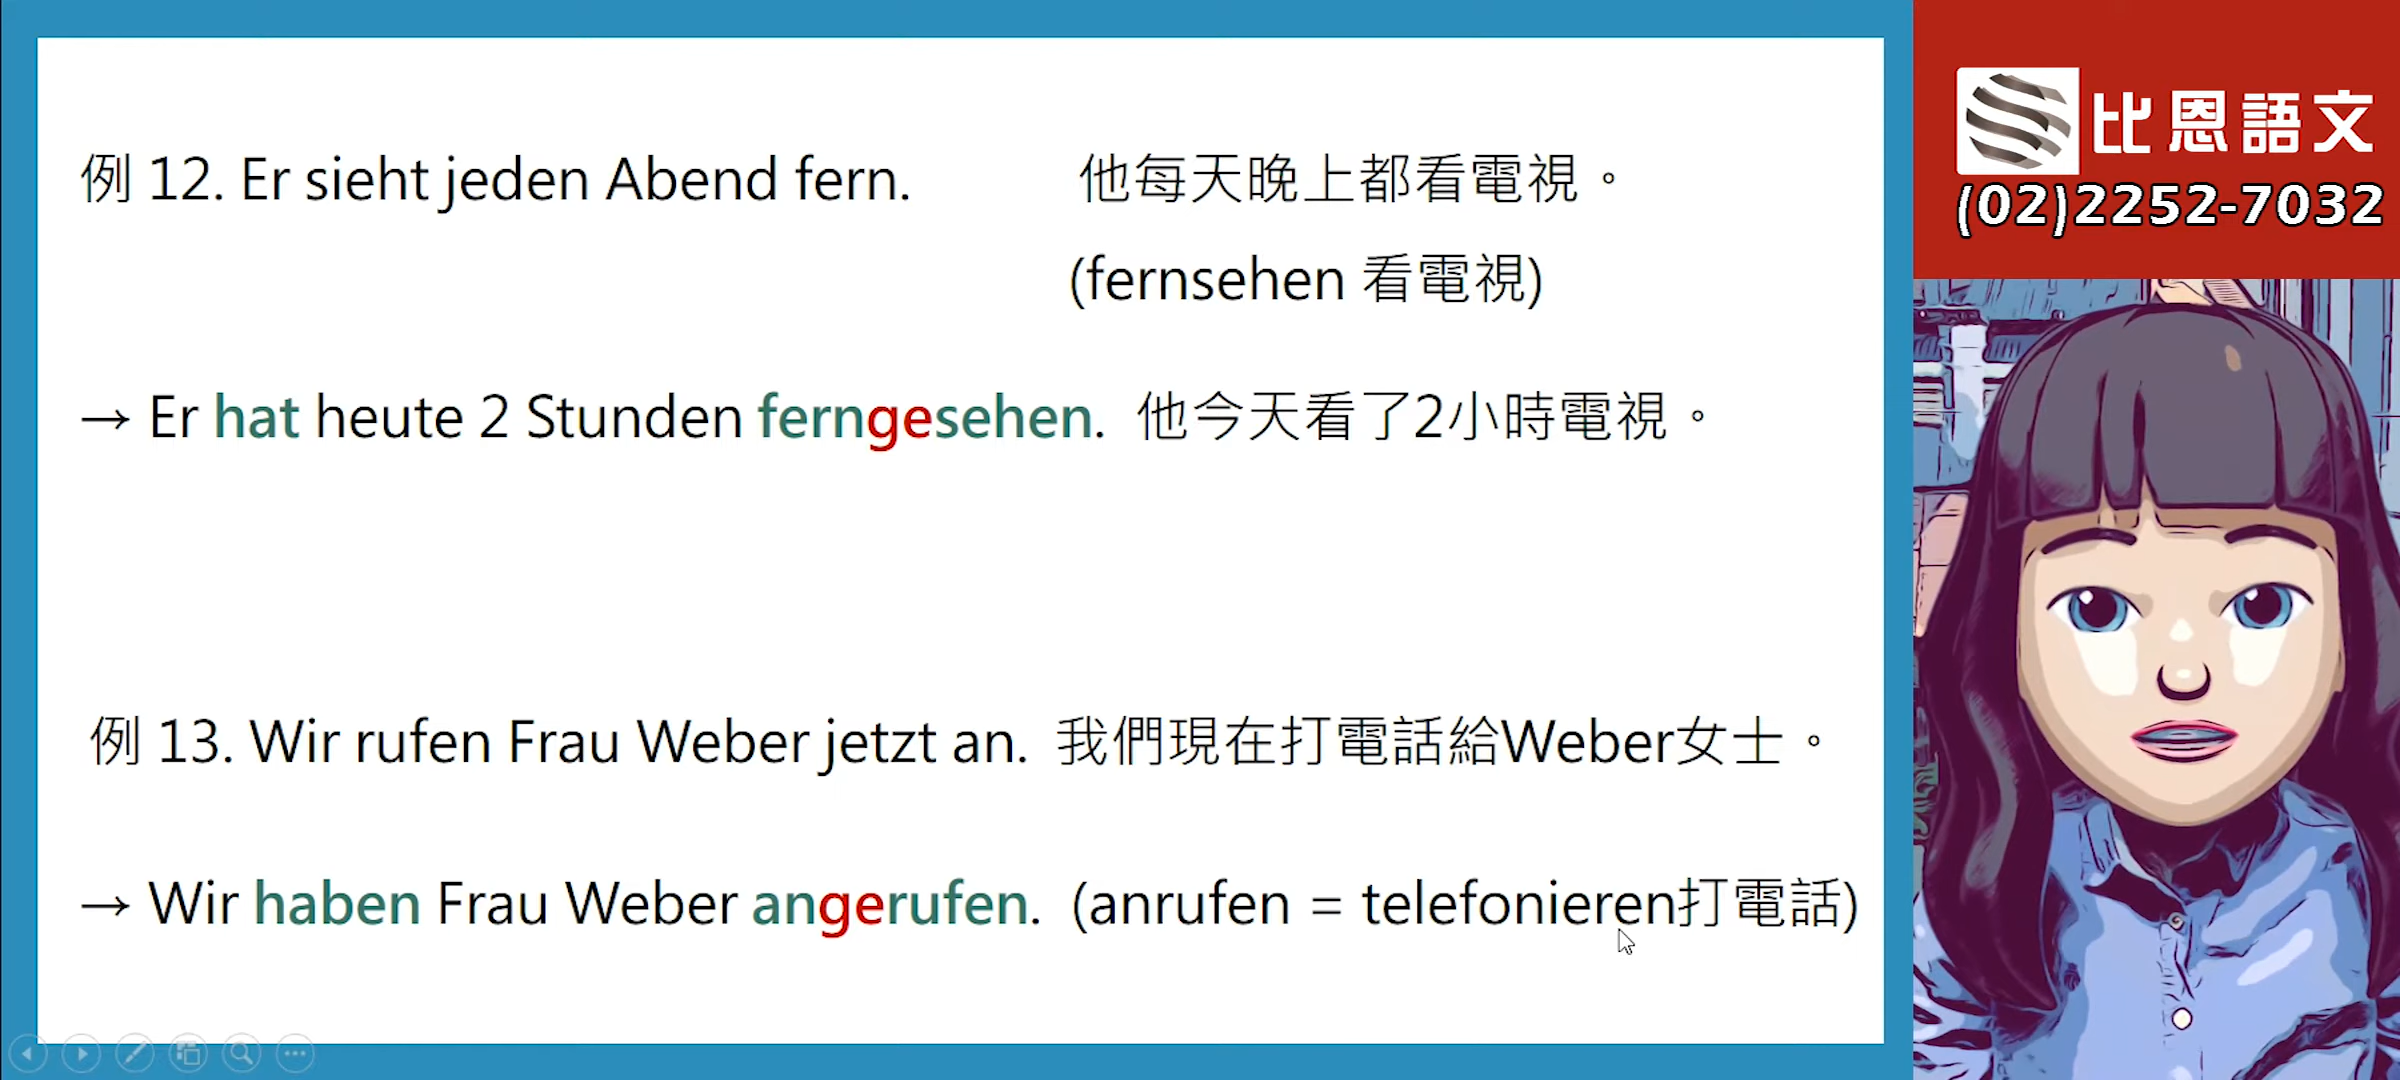 例 12. Er sieht jeden Abend fern. 他每天晚上都看電視。
(fernsehen 看電視)
→ Er hat heute 2 Stunden ferngesehen. 他今天看了2小時電視。
例 13. Wir rufen Frau Weber jetzt an. 我們現在打電話給Weber女士。
→ Wir haben Frau Weber angerufen. (anrufen = telefonieren打電話)
比恩語文
(02)2252-7032